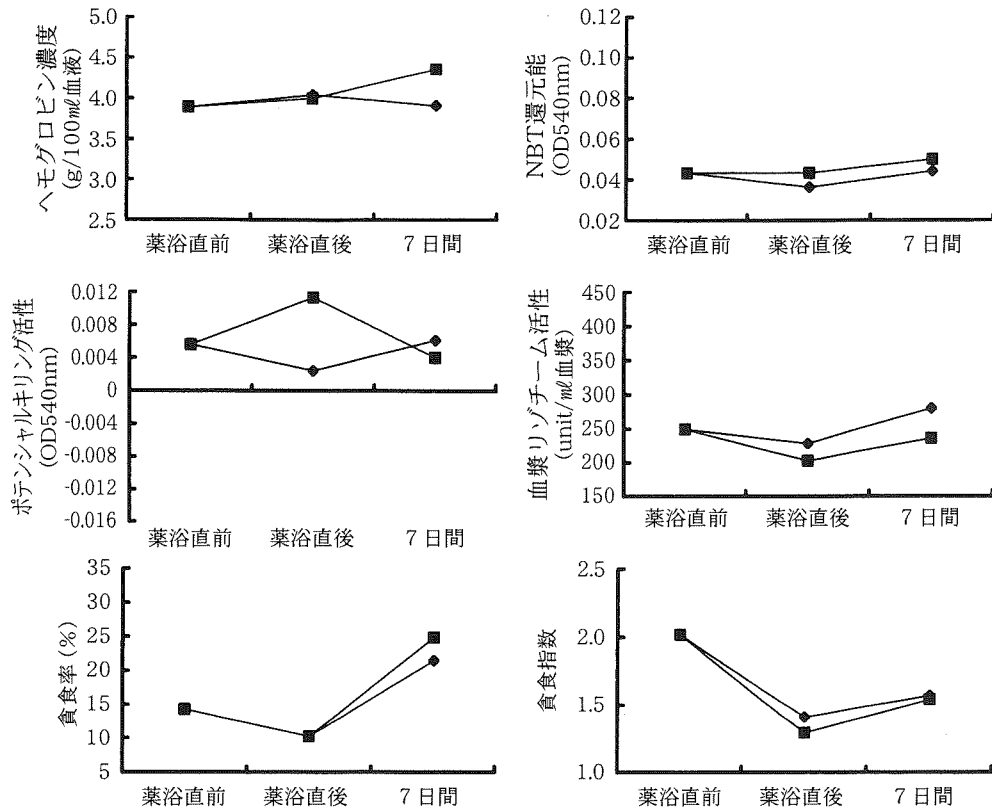 ヘモグロビン濃度
(g/100㎖血液)
5.0
4.5
4.0
3.5
3.0
2.5
薬浴直前 薬浴直後 7日間
NBT還元能
(OD540nm)
0.12
0.10
0.08
0.06
0.04
0.02
薬浴直前 薬浴直後 7日間
ポテンシャルキリング活性
(OD540nm)
0.012
0.008
0.004
0
-0.004
-0.008
-0.012
-0.016
薬浴直前 薬浴直後 7日間
血漿リゾチーム活性
(unit/㎖血漿)
450
400
350
300
250
200
150
薬浴直前 薬浴直後 7日間
貪食率(%)
35
30
25
20
15
10
5
薬浴直前 薬浴直後 7日間
貪食指数
2.5
2.0
1.5
1.0
薬浴直前 薬浴直後 7日間